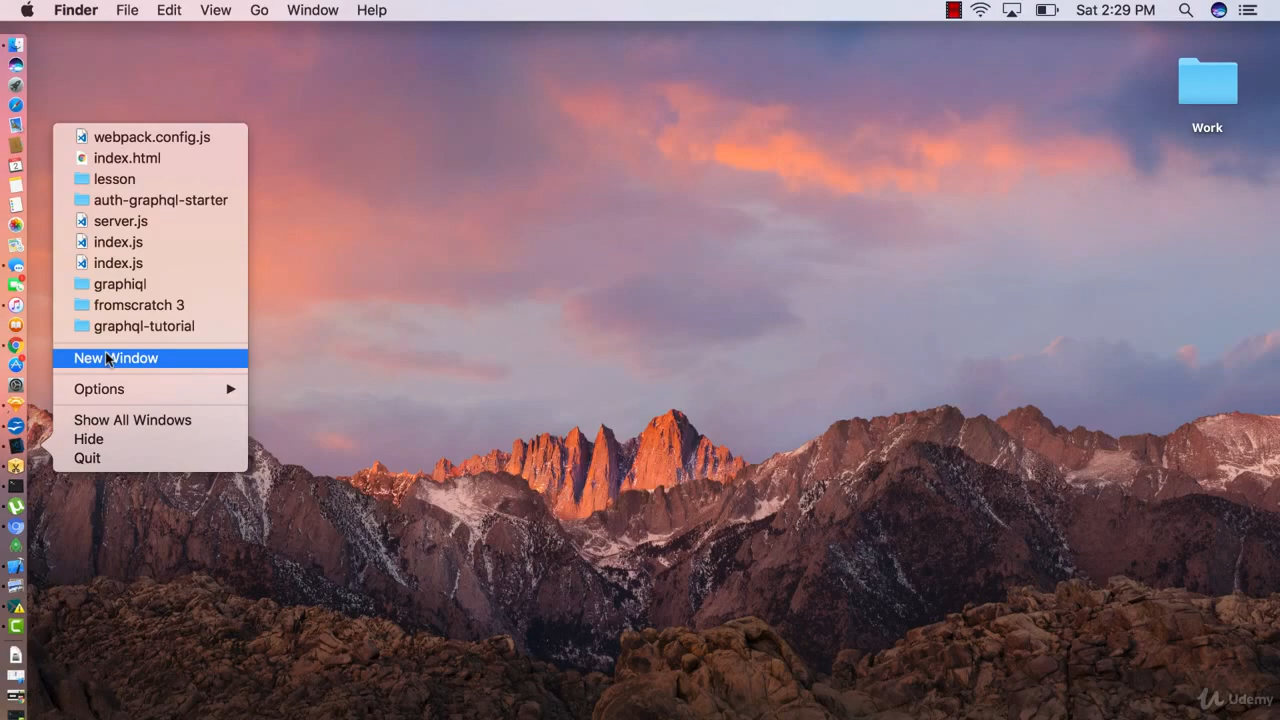 Finder File Edit View Go Window Help Sat 2:29 PM
Work
webpack.config.js
index.html
lesson
auth-graphql-starter
server.js
index.js
index.js
graphiql
fromscratch 3
graphql-tutorial
New Window
Options
Show All Windows
Hide
Quit
Udemy